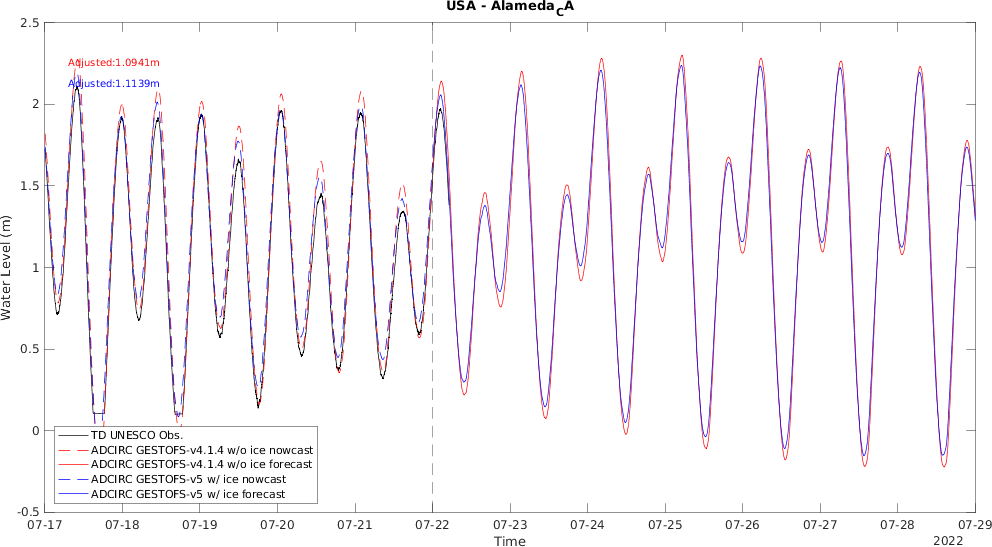 USA - Alameda_CA
2.5
2
1.5
1
0.5
0
-0.5
Water Level (m)
Adjusted:1.0941m
Adjusted:1.1139m
TD UNESCO Obs.
ADCIRC GESTOFS-v4.1.4 w/o ice nowcast
ADCIRC GESTOFS-v4.1.4 w/o ice forecast
ADCIRC GESTOFS-v5 w/ ice nowcast
ADCIRC GESTOFS-v5 w/ ice forecast
07-17 07-18 07-19 07-20 07-21 07-22 07-23 07-24 07-25 07-26 07-27 07-28 07-29
Time
2022